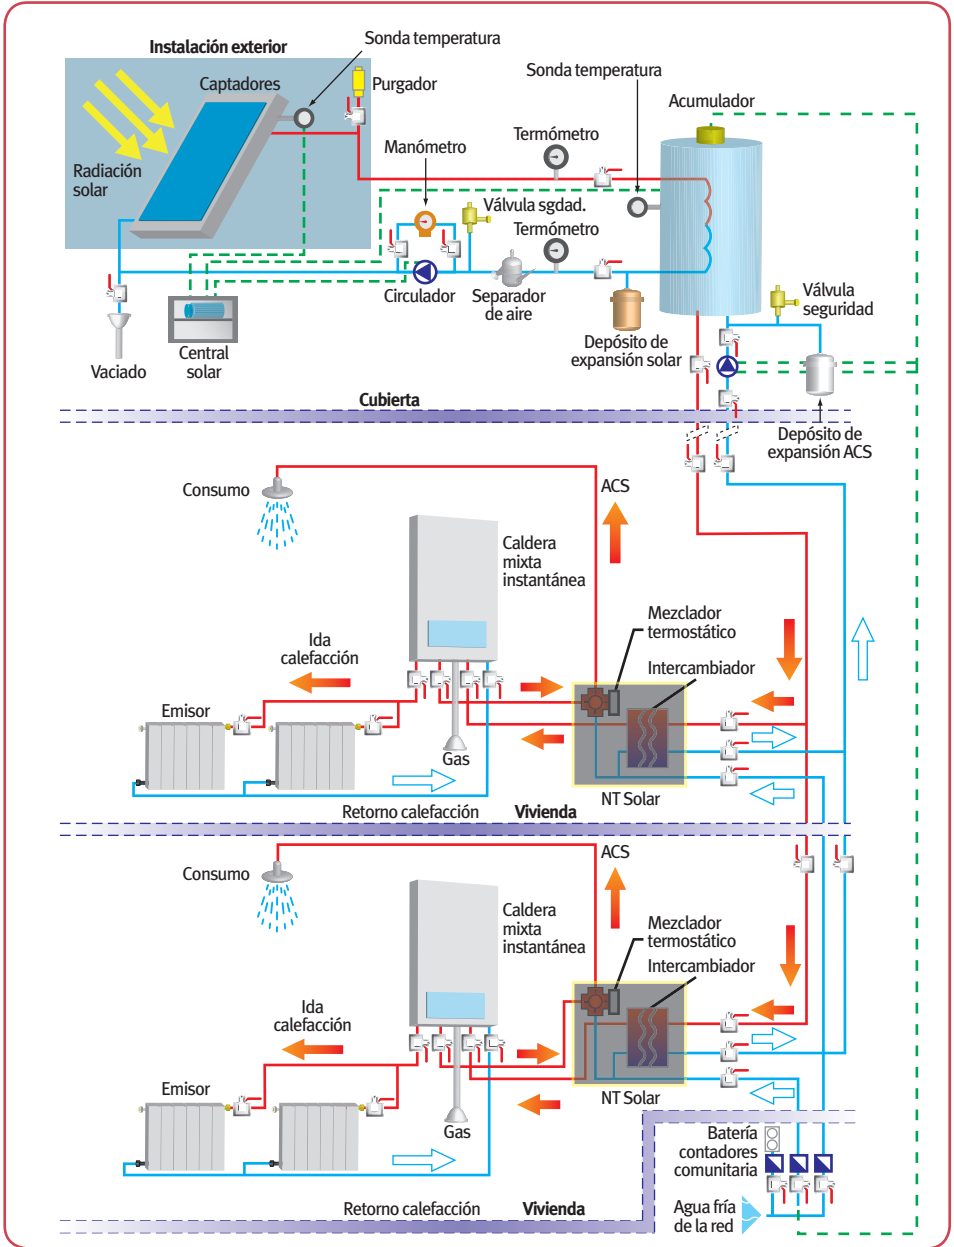 Instalación exterior
Sonda temperatura
Captadores
Purgador
Sonda temperatura
Acumulador
Radiación
solar
Manómetro
Termómetro
Válvula sgdad.
Termómetro
Circulador
Separador
de aire
Depósito de
expansión solar
Válvula
seguridad
Vaciado
Central
solar
Cubierta
Depósito de
expansión ACS
Consumo
ACS
Caldera
mixta
instantánea
Mezclador
termostático
Intercambiador
Ida
calefacción
Emisor
Gas
NT Solar
Retorno calefacción
Vivienda
Consumo
ACS
Caldera
mixta
instantánea
Mezclador
termostático
Intercambiador
Ida
calefacción
Emisor
Gas
NT Solar
Batería
contadores
comunitaria
Agua fría
de la red
Retorno calefacción
Vivienda